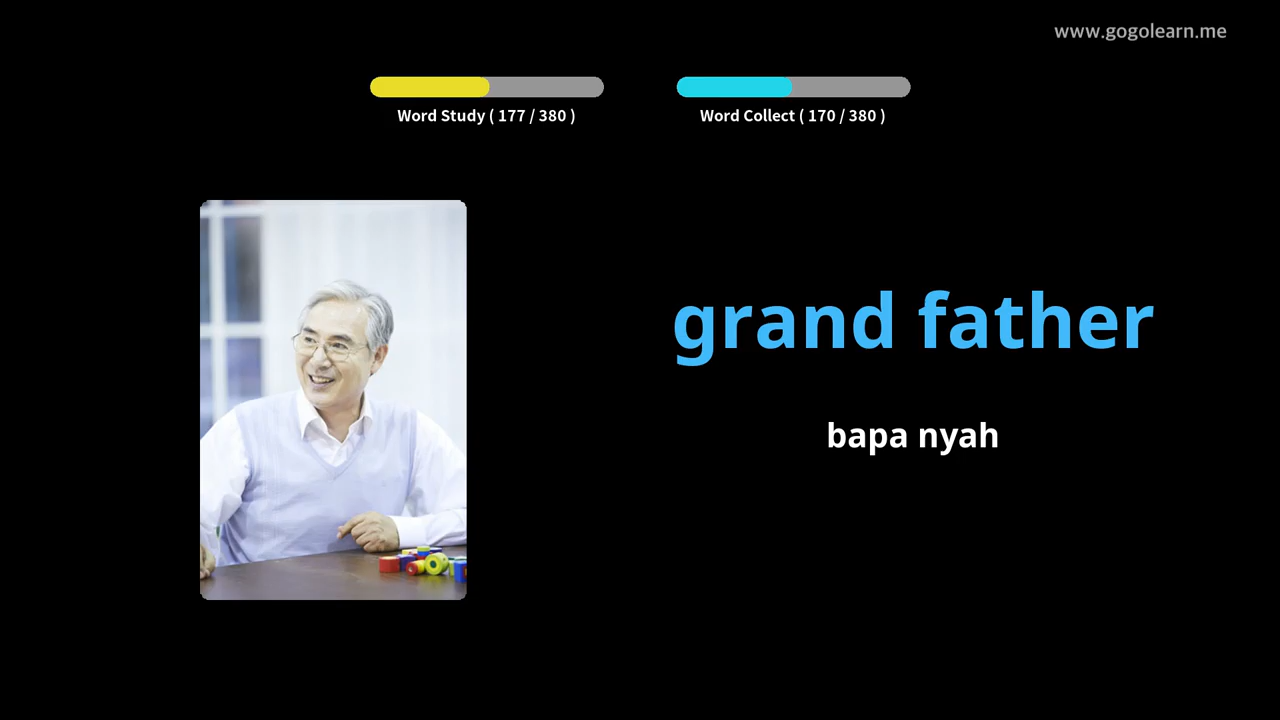 www.gogolearn.me
Word Study ( 177 / 380 )
Word Collect ( 170 / 380 )
grand father
bapa nyah